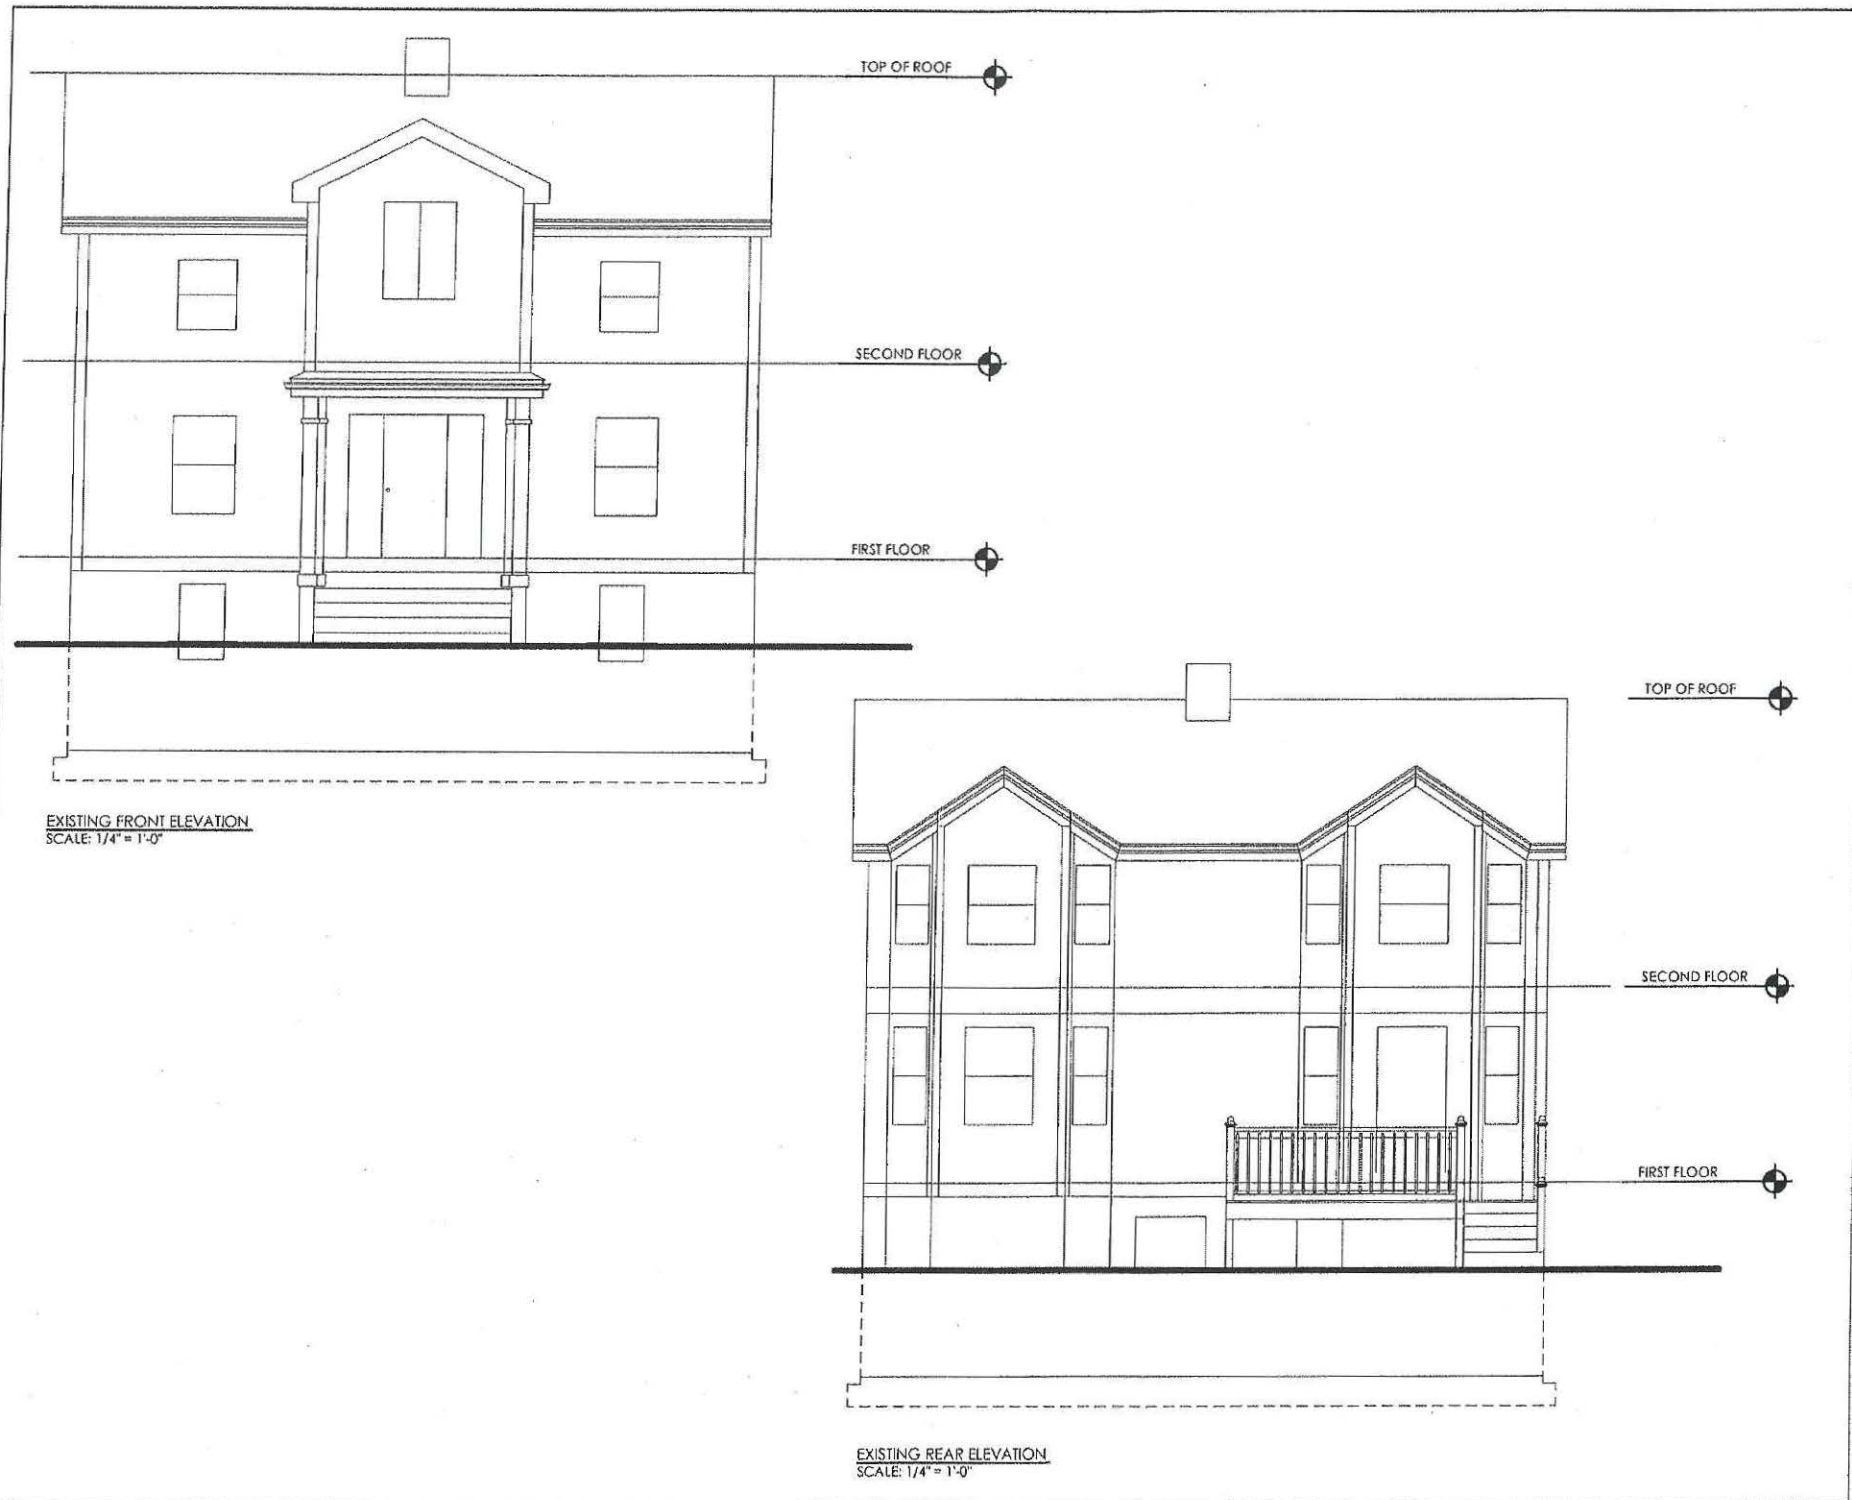 TOP OF ROOF
SECOND FLOOR
FIRST FLOOR
EXISTING FRONT ELEVATION
SCALE: 1/4" = 1'-0"
TOP OF ROOF
SECOND FLOOR
FIRST FLOOR
EXISTING REAR ELEVATION
SCALE: 1/4" = 1'-0"